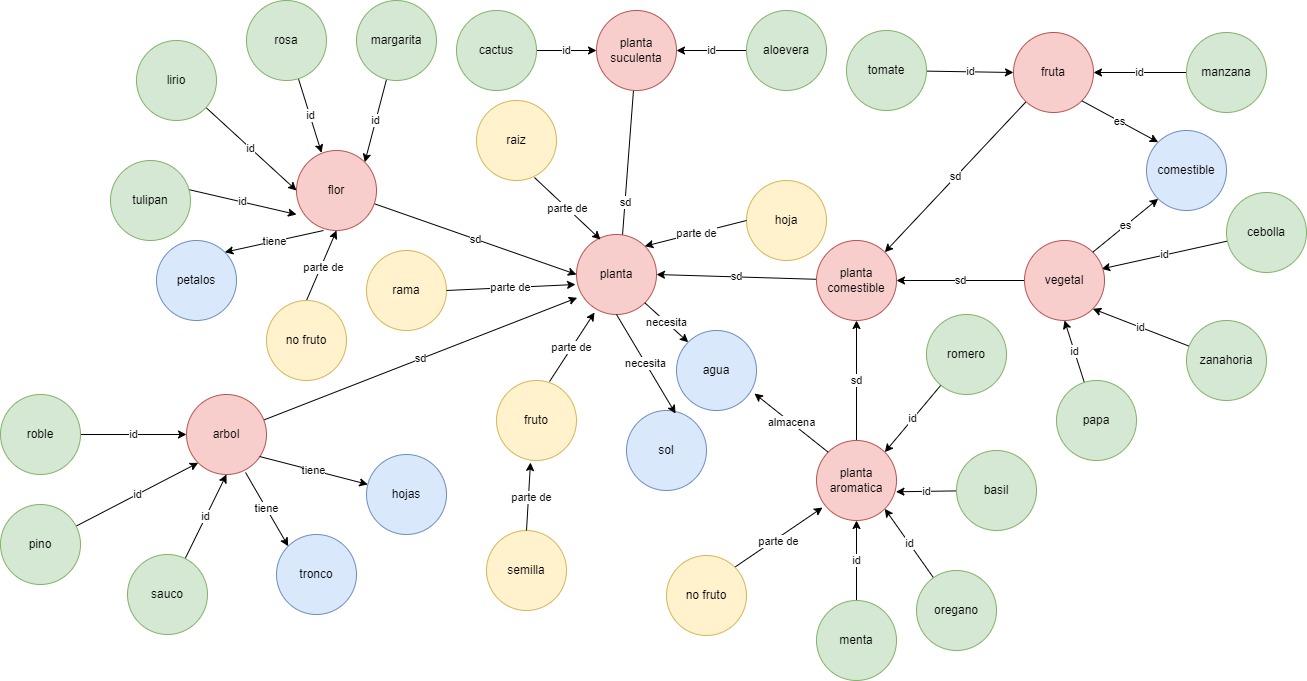 rosa
margarita
cactus
id
planta
suculenta
id
aloevera
tomate
id
fruta
id
manzana
lirio
id
id
id
raiz
es
comestible
tulipan
id
flor
sd
sd
parte de
hoja
parte de
es
cebolla
id
tiene
sd
petalos
parte de
rama
parte de
planta
sd
planta
comestible
sd
vegetal
no fruto
necesita
necesita
agua
id
id
zanahoria
sd
parte de
romero
sd
id
papa
roble
id
arbol
fruto
sol
almacena
tiene
hojas
id
tiene
parte de
planta
aromatica
id
basil
pino
id
sauco
tronco
semilla
parte de
no fruto
id
id
menta
oregano